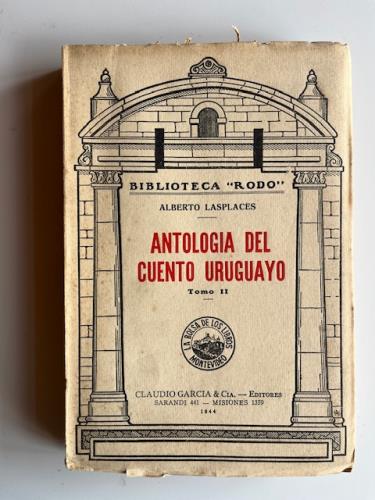 BIBLIOTECA "RODO"
ALBERTO LASPLACES
ANTOLOGIA DEL
CUENTO URUGUAYO
Tomo II
LA BOLSA DE LOS LIBROS
MONTEVIDEO
CLAUDIO GARCIA & CIA. — EDITORES
SARANDI 441 — MISIONES 1359
1944